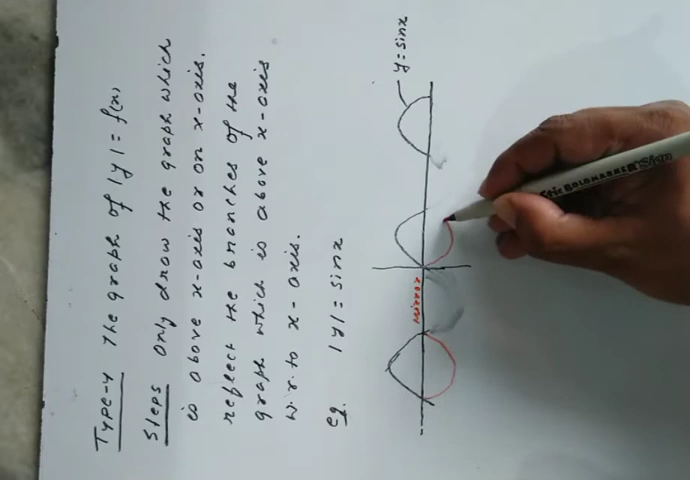 TYPE-4 The graph of |y| = f(x)
Steps only draw the graph which
is above x-axis or on x-axis.
reflect the branches of the
graph which is above x-axis
w.r.to x-axis.
eg. |y| = sinx
mirror
y = sinx